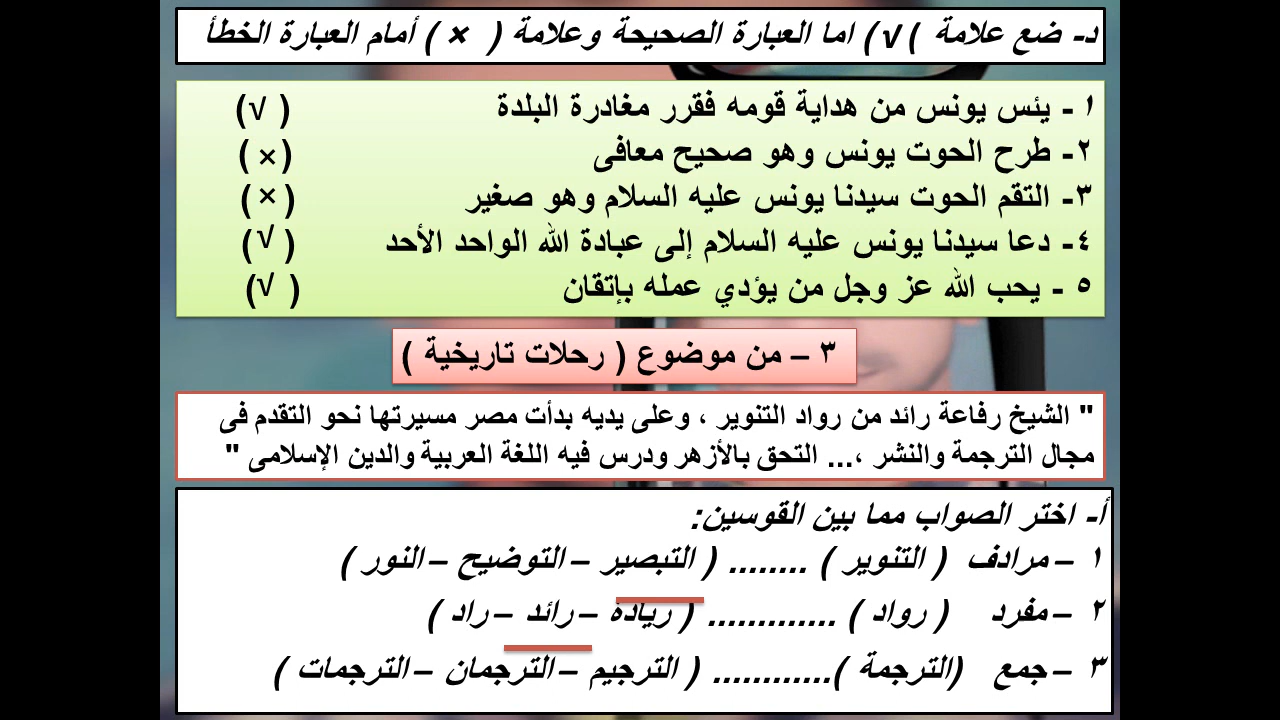 د- ضع علامة ( √ ) اما العبارة الصحيحة وعلامة ( × ) أمام العبارة الخطأ
١ - يئس يونس من هداية قومه فقرر مغادرة البلدة ( √ )
٢- طرح الحوت يونس وهو صحيح معافى ( × )
٣- التقم الحوت سيدنا يونس عليه السلام وهو صغير ( × )
٤- دعا سيدنا يونس عليه السلام إلى عبادة الله الواحد الأحد ( √ )
٥ - يحب الله عز وجل من يؤدي عمله بإتقان ( √ )
٣ – من موضوع ( رحلات تاريخية )
" الشيخ رفاعة رائد من رواد التنوير ، وعلى يديه بدأت مصر مسيرتها نحو التقدم فى
مجال الترجمة والنشر ،... التحق بالأزهر ودرس فيه اللغة العربية والدين الإسلامى "
أ- اختر الصواب مما بين القوسين:
١ – مرادف ( التنوير ) ........ ( التبصير – التوضيح – النور )
٢ – مفرد ( رواد ) ............. ( ريادة – رائد – راد )
٣ – جمع (الترجمة )............ ( الترجيم – الترجمان – الترجمات )